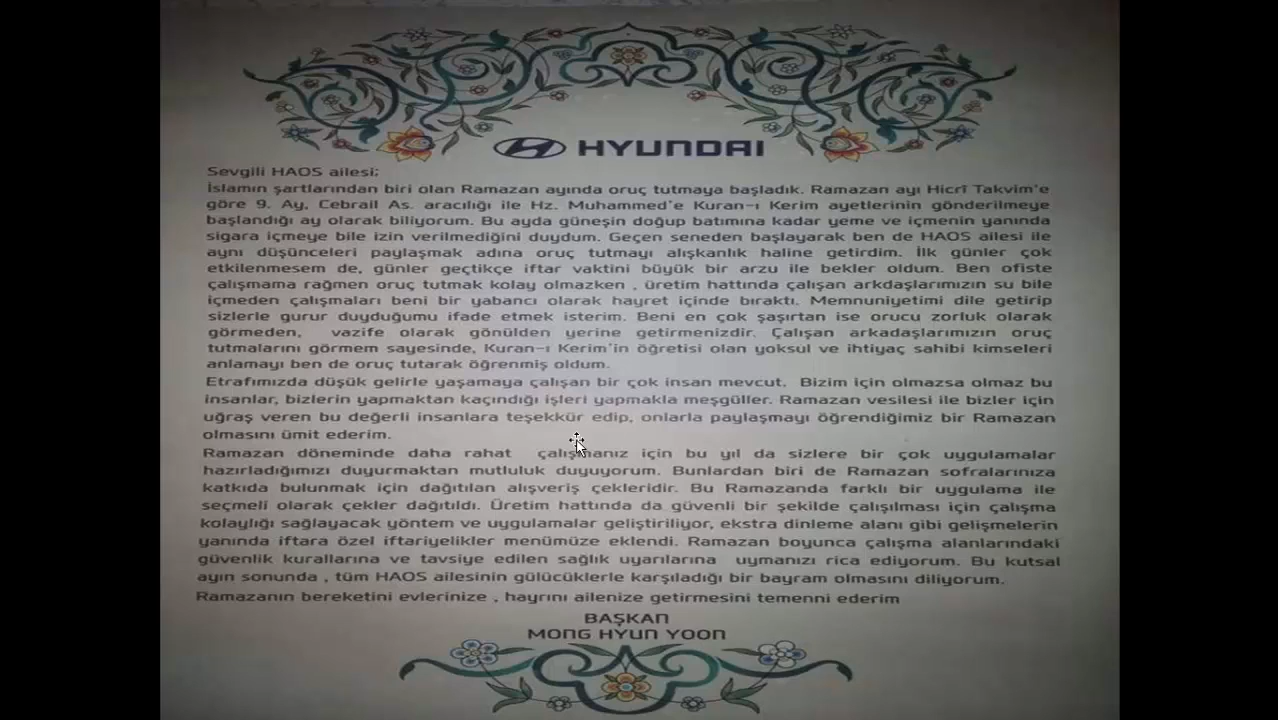 HYUNDAI
Sevgili HAOS ailesi;
İslamın şartlarından biri olan Ramazan ayında oruç tutmaya başladık. Ramazan ayı Hicrî Takvim'e
göre 9. Ay, Cebrail As. aracılığı ile Hz. Muhammed'e Kuran-ı Kerim ayetlerinin gönderilmeye
başlandığı ay olarak biliyorum. Bu ayda güneşin doğup batımına kadar yeme ve içmenin yanında
sigara içmeye bile izin verilmediğini duydum. Geçen seneden başlayarak ben de HAOS ailesi ile
aynı düşünceleri paylaşmak adına oruç tutmayı alışkanlık haline getirdim. İlk günler çok
etkilenmesem de, günler geçtikçe iftar vaktini büyük bir arzu ile bekler oldum. Ben ofiste
çalışmama rağmen oruç tutmak kolay olmazken , üretim hattında çalışan arkdaşlarımızın su bile
içmeden çalışmaları beni bir yabancı olarak hayret içinde bıraktı. Memnuniyetimi dile getirip
sizlerle gurur duyduğumu ifade etmek isterim. Beni en çok şaşırtan ise orucu zorluk olarak
görmeden, vazife olarak gönülden yerine getirmenizdir. Çalışan arkadaşlarımızın oruç
tutmalarını görmem sayesinde, Kuran-ı Kerim'in öğretisi olan yoksul ve ihtiyaç sahibi kimseleri
anlamayı ben de oruç tutarak öğrenmiş oldum.
Etrafımızda düşük gelirle yaşamaya çalışan bir çok insan mevcut. Bizim için olmazsa olmaz bu
insanlar, bizlerin yapmaktan kaçındığı işleri yapmakla meşgüller. Ramazan vesilesi ile bizler için
uğraş veren bu değerli insanlara teşekkür edip, onlarla paylaşmayı öğrendiğimiz bir Ramazan
olmasını ümit ederim.
Ramazan döneminde daha rahat çalışmanız için bu yıl da sizlere bir çok uygulamalar
hazırladığımızı duyurmaktan mutluluk duyuyorum. Bunlardan biri de Ramazan sofralarınıza
katkıda bulunmak için dağıtılan alışveriş çekleridir. Bu Ramazanda farklı bir uygulama ile
seçmeli olarak çekler dağıtıldı. Üretim hattında da güvenli bir şekilde çalışılması için çalışma
kolaylığı sağlayacak yöntem ve uygulamalar geliştiriliyor, ekstra dinleme alanı gibi gelişmelerin
yanında iftara özel iftariyelikler menümüze eklendi. Ramazan boyunca çalışma alanlarındaki
güvenlik kurallarına ve tavsiye edilen sağlık uyarılarına uymanızı rica ediyorum. Bu kutsal
ayın sonunda , tüm HAOS ailesinin gülücüklerle karşıladığı bir bayram olmasını diliyorum.
Ramazanın bereketini evlerinize , hayrını ailenize getirmesini temenni ederim
BAŞKAN
MONG HYUN YOON